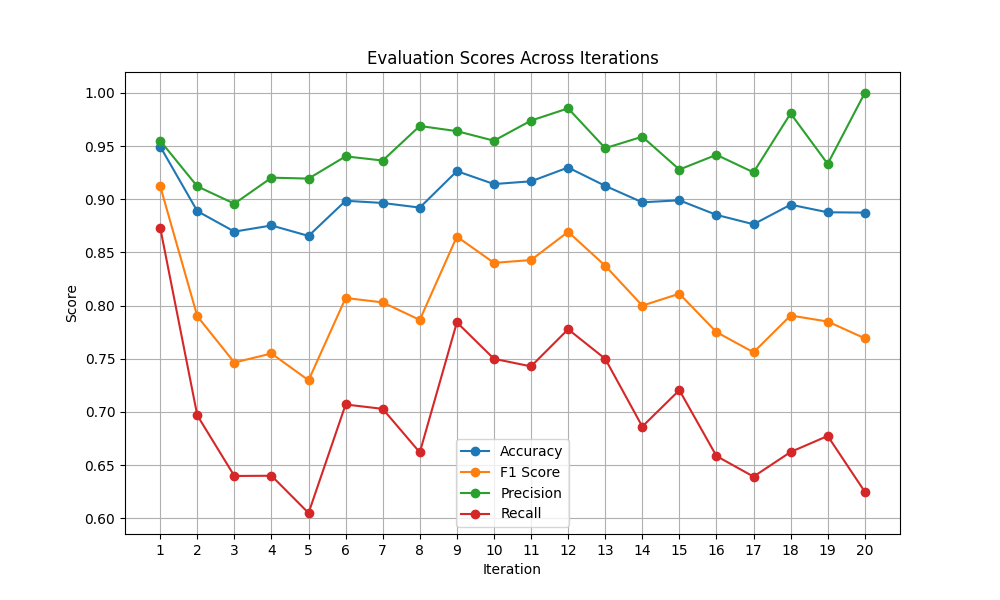 Evaluation Scores Across Iterations
Score
1.00
0.95
0.90
0.85
0.80
0.75
0.70
0.65
0.60
Accuracy
F1 Score
Precision
Recall
1 2 3 4 5 6 7 8 9 10 11 12 13 14 15 16 17 18 19 20
Iteration